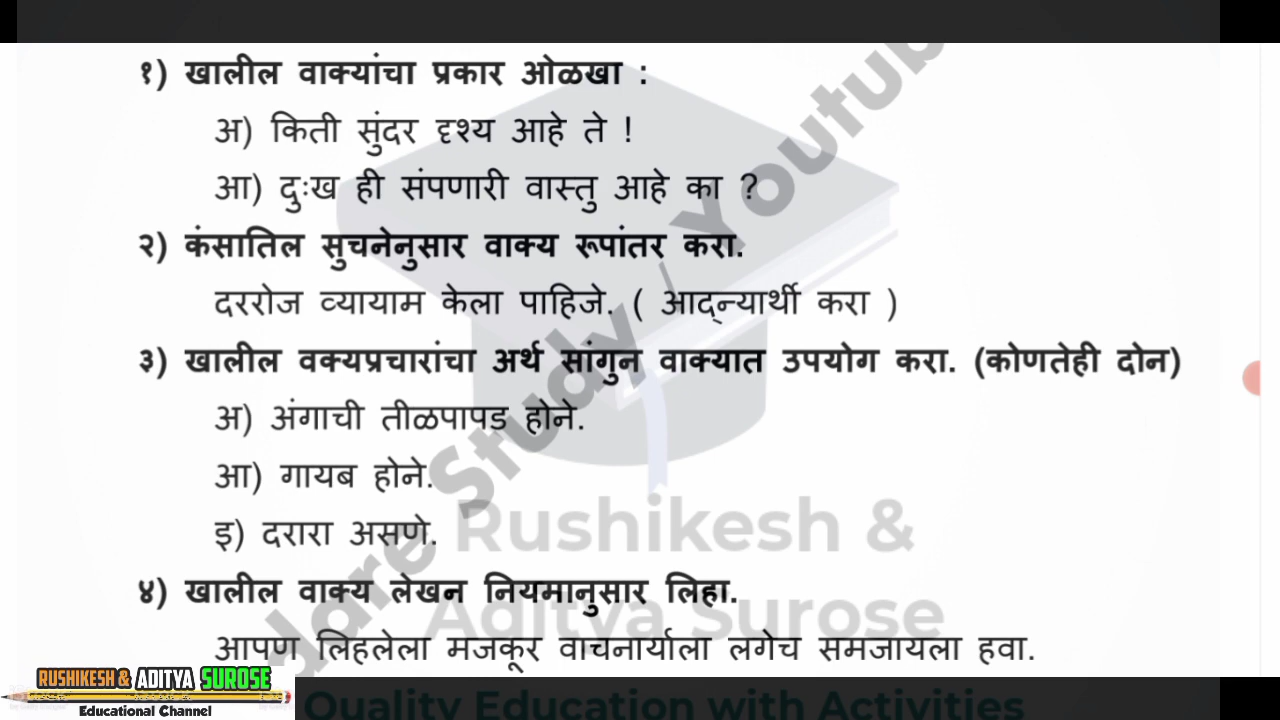 १) खालील वाक्यांचा प्रकार ओळखा :
अ) किती सुंदर दृश्य आहे ते !
आ) दुःख ही संपणारी वास्तु आहे का ?
२) कंसातिल सुचनेनुसार वाक्य रूपांतर करा.
दररोज व्यायाम केला पाहिजे. ( आद्न्यार्थी करा )
३) खालील वक्यप्रचारांचा अर्थ सांगुन वाक्यात उपयोग करा. (कोणतेही दोन)
अ) अंगाची तीळपापड होने.
आ) गायब होने.
इ) दरारा असणे.
४) खालील वाक्य लेखन नियमानुसार लिहा.
आपण लिहलेला मजकूर वाचनार्याला लगेच समजायला हवा.
Study / Youtub
Rushikesh &
Aditya Surose
RUSHIKESH & ADITYA SUROSE
Educational Channel
Quality Education with Activities